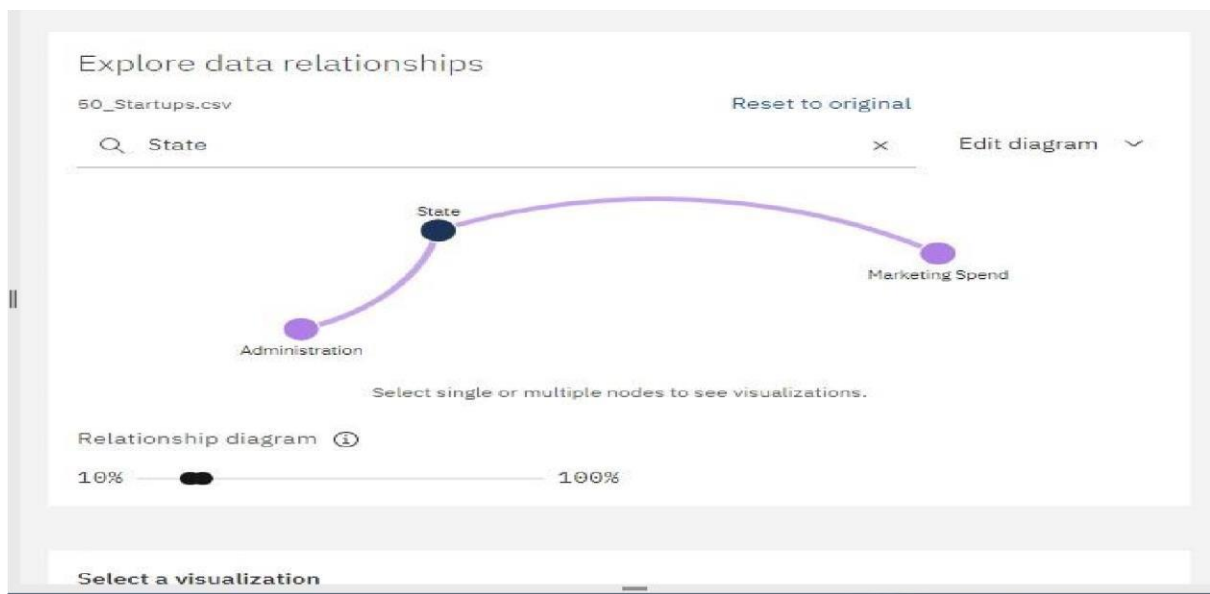 Explore data relationships
50_Startups.csv Reset to original
State × Edit diagram
State
Marketing Spend
Administration
Select single or multiple nodes to see visualizations.
Relationship diagram
10% 100%
Select a visualization